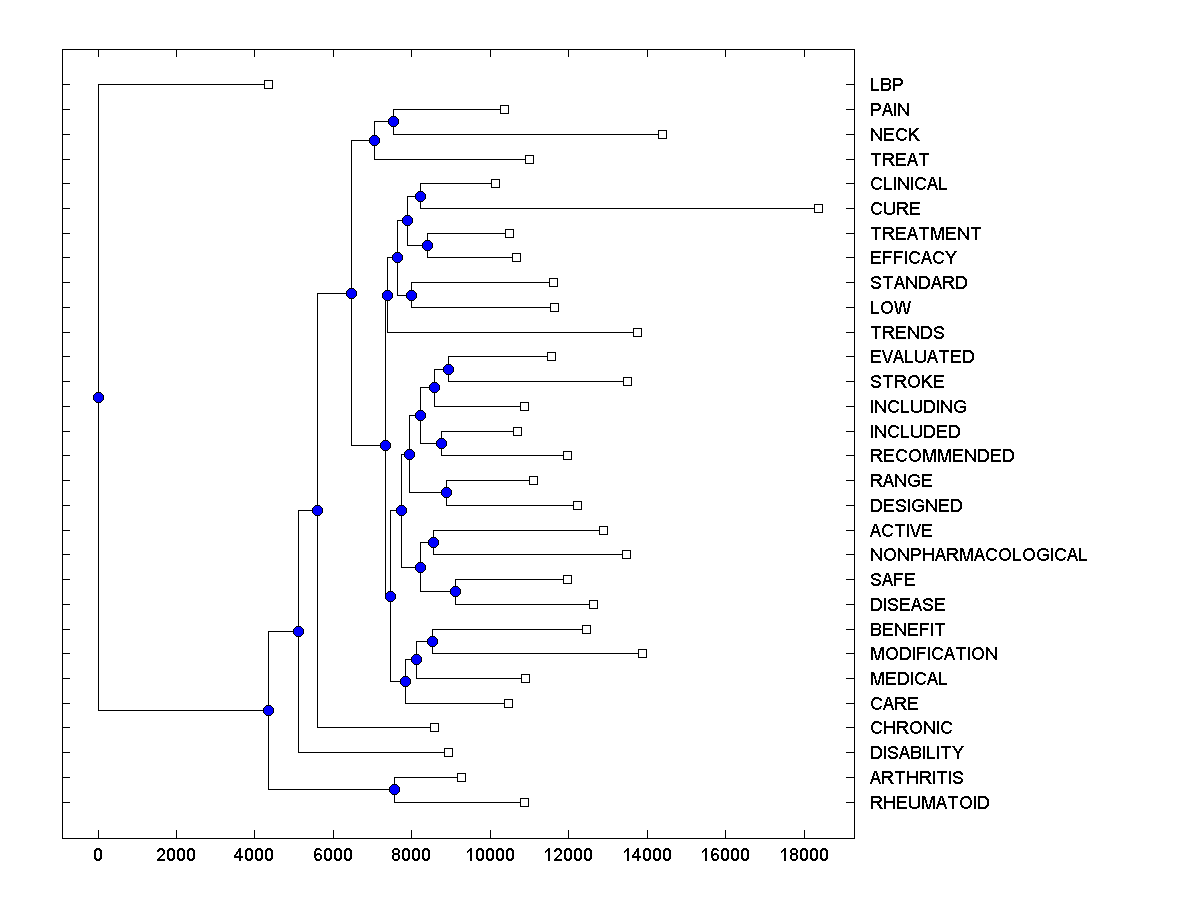 LBP
PAIN
NECK
TREAT
CLINICAL
CURE
TREATMENT
EFFICACY
STANDARD
LOW
TRENDS
EVALUATED
STROKE
INCLUDING
INCLUDED
RECOMMENDED
RANGE
DESIGNED
ACTIVE
NONPHARMACOLOGICAL
SAFE
DISEASE
BENEFIT
MODIFICATION
MEDICAL
CARE
CHRONIC
DISABILITY
ARTHRITIS
RHEUMATOID
0 2000 4000 6000 8000 10000 12000 14000 16000 18000